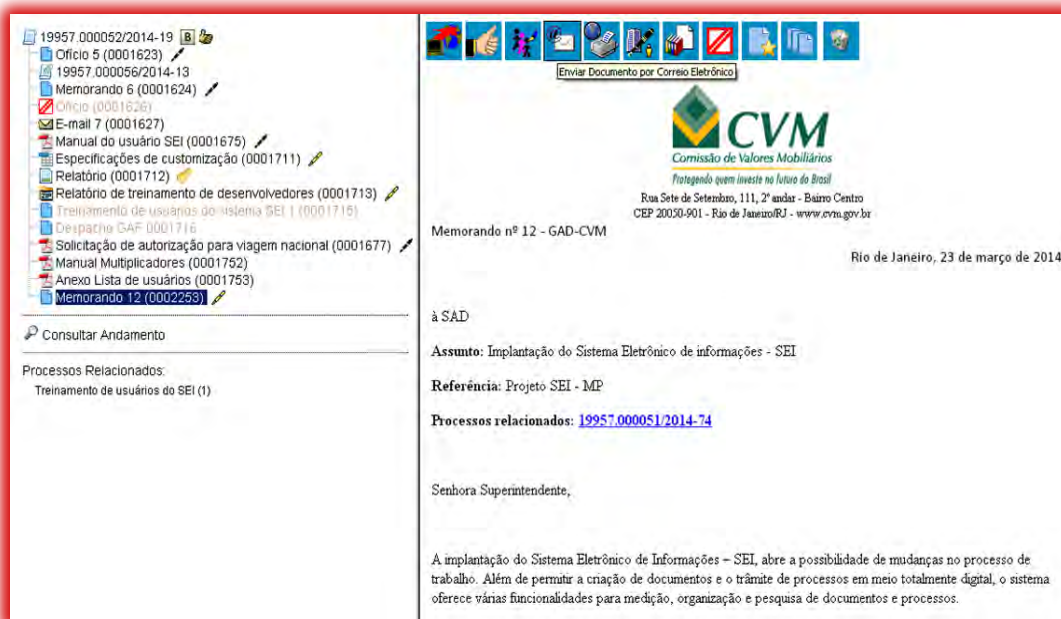 19957.000052/2014-19 B
Ofício 5 (0001623)
19957.000056/2014-13
Memorando 6 (0001624)
Ofício (0001626)
E-mail 7 (0001627)
Manual do usuário SEI (0001675)
Especificações de customização (0001711)
Relatório (0001712)
Relatório de treinamento de desenvolvedores (0001713)
Treinamento de usuários do sistema SEI 1 (0001715)
Despacho GAF 0001716
Solicitação de autorização para viagem nacional (0001677)
Manual Multiplicadores (0001752)
Anexo Lista de usuários (0001753)
Memorando 12 (0002253)
Consultar Andamento
Processos Relacionados:
Treinamento de usuários do SEI (1)
Enviar Documento por Correio Eletrônico
CVM
Comissão de Valores Mobiliários
Protegendo quem investe no futuro do Brasil
Rua Sete de Setembro, 111, 2º andar - Bairro Centro
CEP 20050-901 - Rio de Janeiro/RJ - www.cvm.gov.br
Memorando nº 12 - GAD-CVM
Rio de Janeiro, 23 de março de 2014
à SAD
Assunto: Implantação do Sistema Eletrônico de informações - SEI
Referência: Projeto SEI - MP
Processos relacionados: 19957.000051/2014-74
Senhora Superintendente,
A implantação do Sistema Eletrônico de Informações – SEI, abre a possibilidade de mudanças no processo de
trabalho. Além de permitir a criação de documentos e o trâmite de processos em meio totalmente digital, o sistema
oferece várias funcionalidades para medição, organização e pesquisa de documentos e processos.